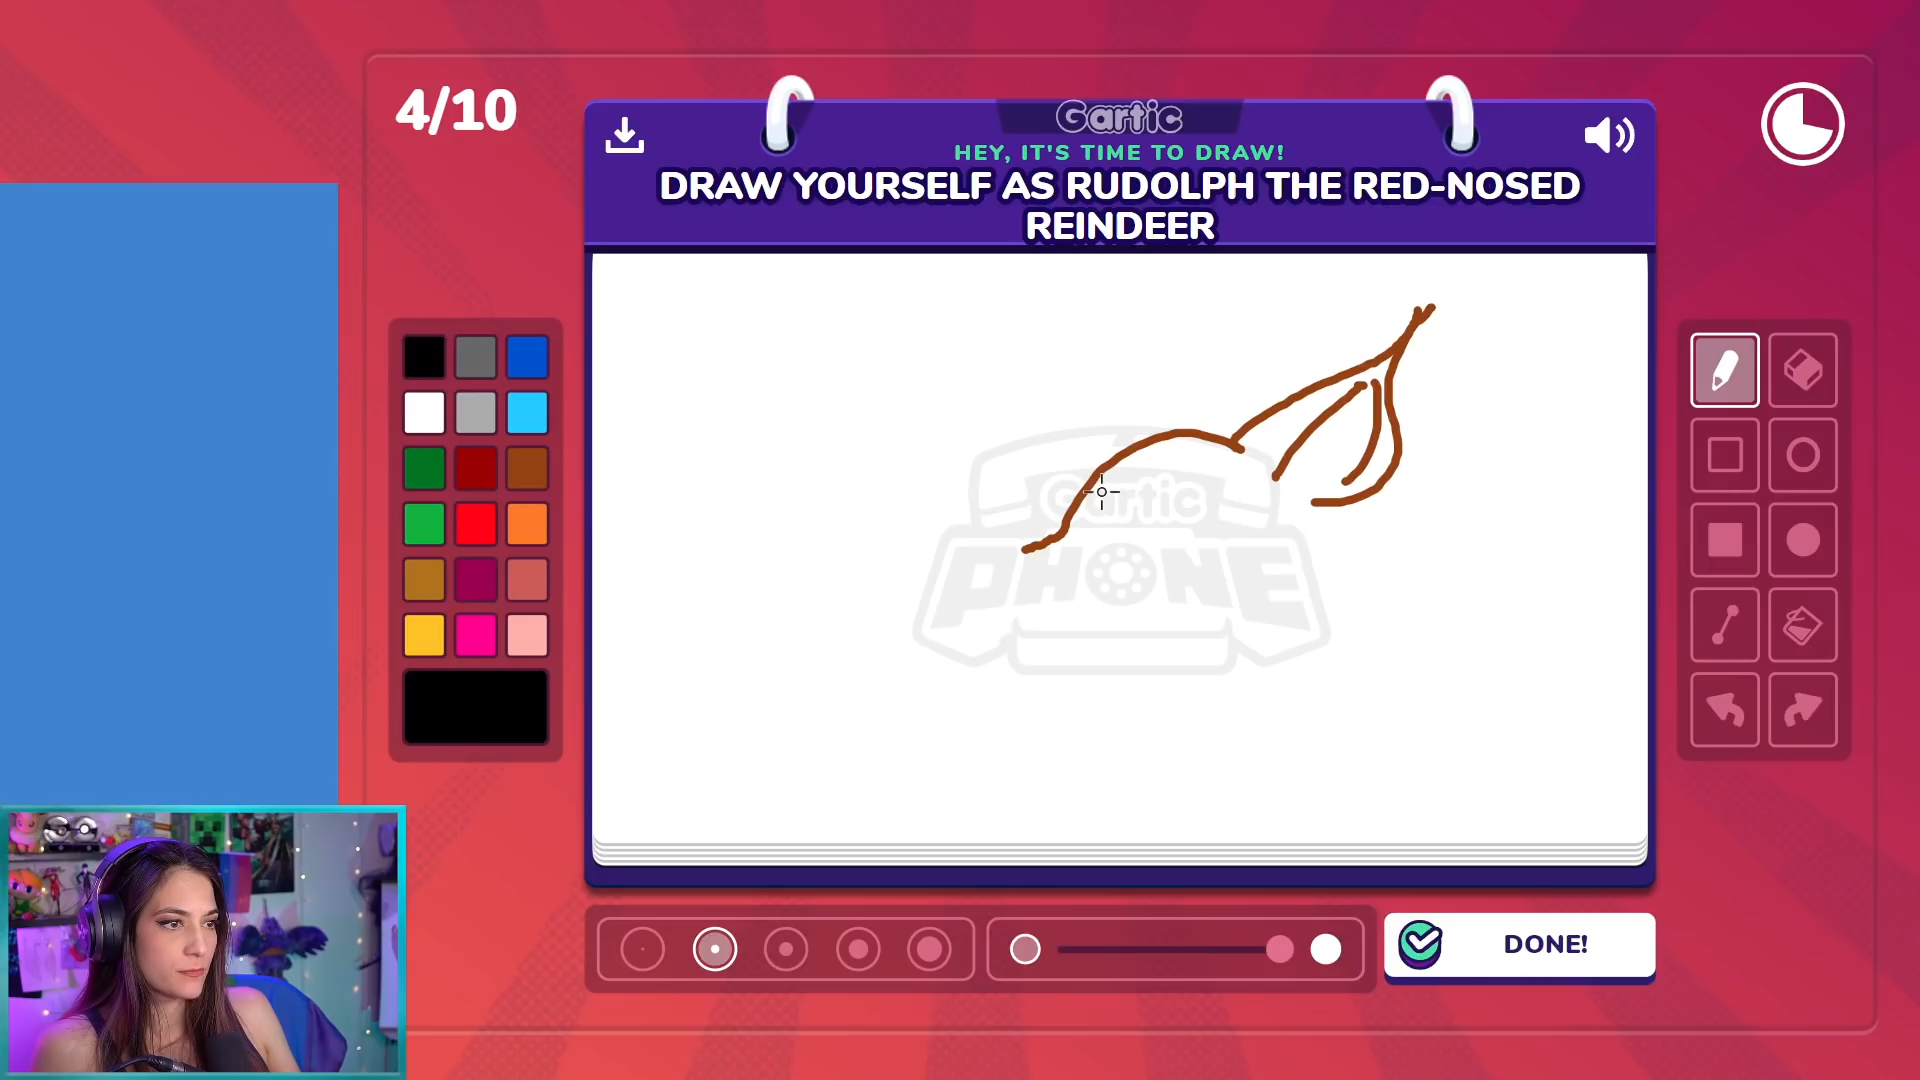 4/10
Gartic
HEY, IT'S TIME TO DRAW!
DRAW YOURSELF AS RUDOLPH THE RED-NOSED
REINDEER
Gartic
PHONE
DONE!